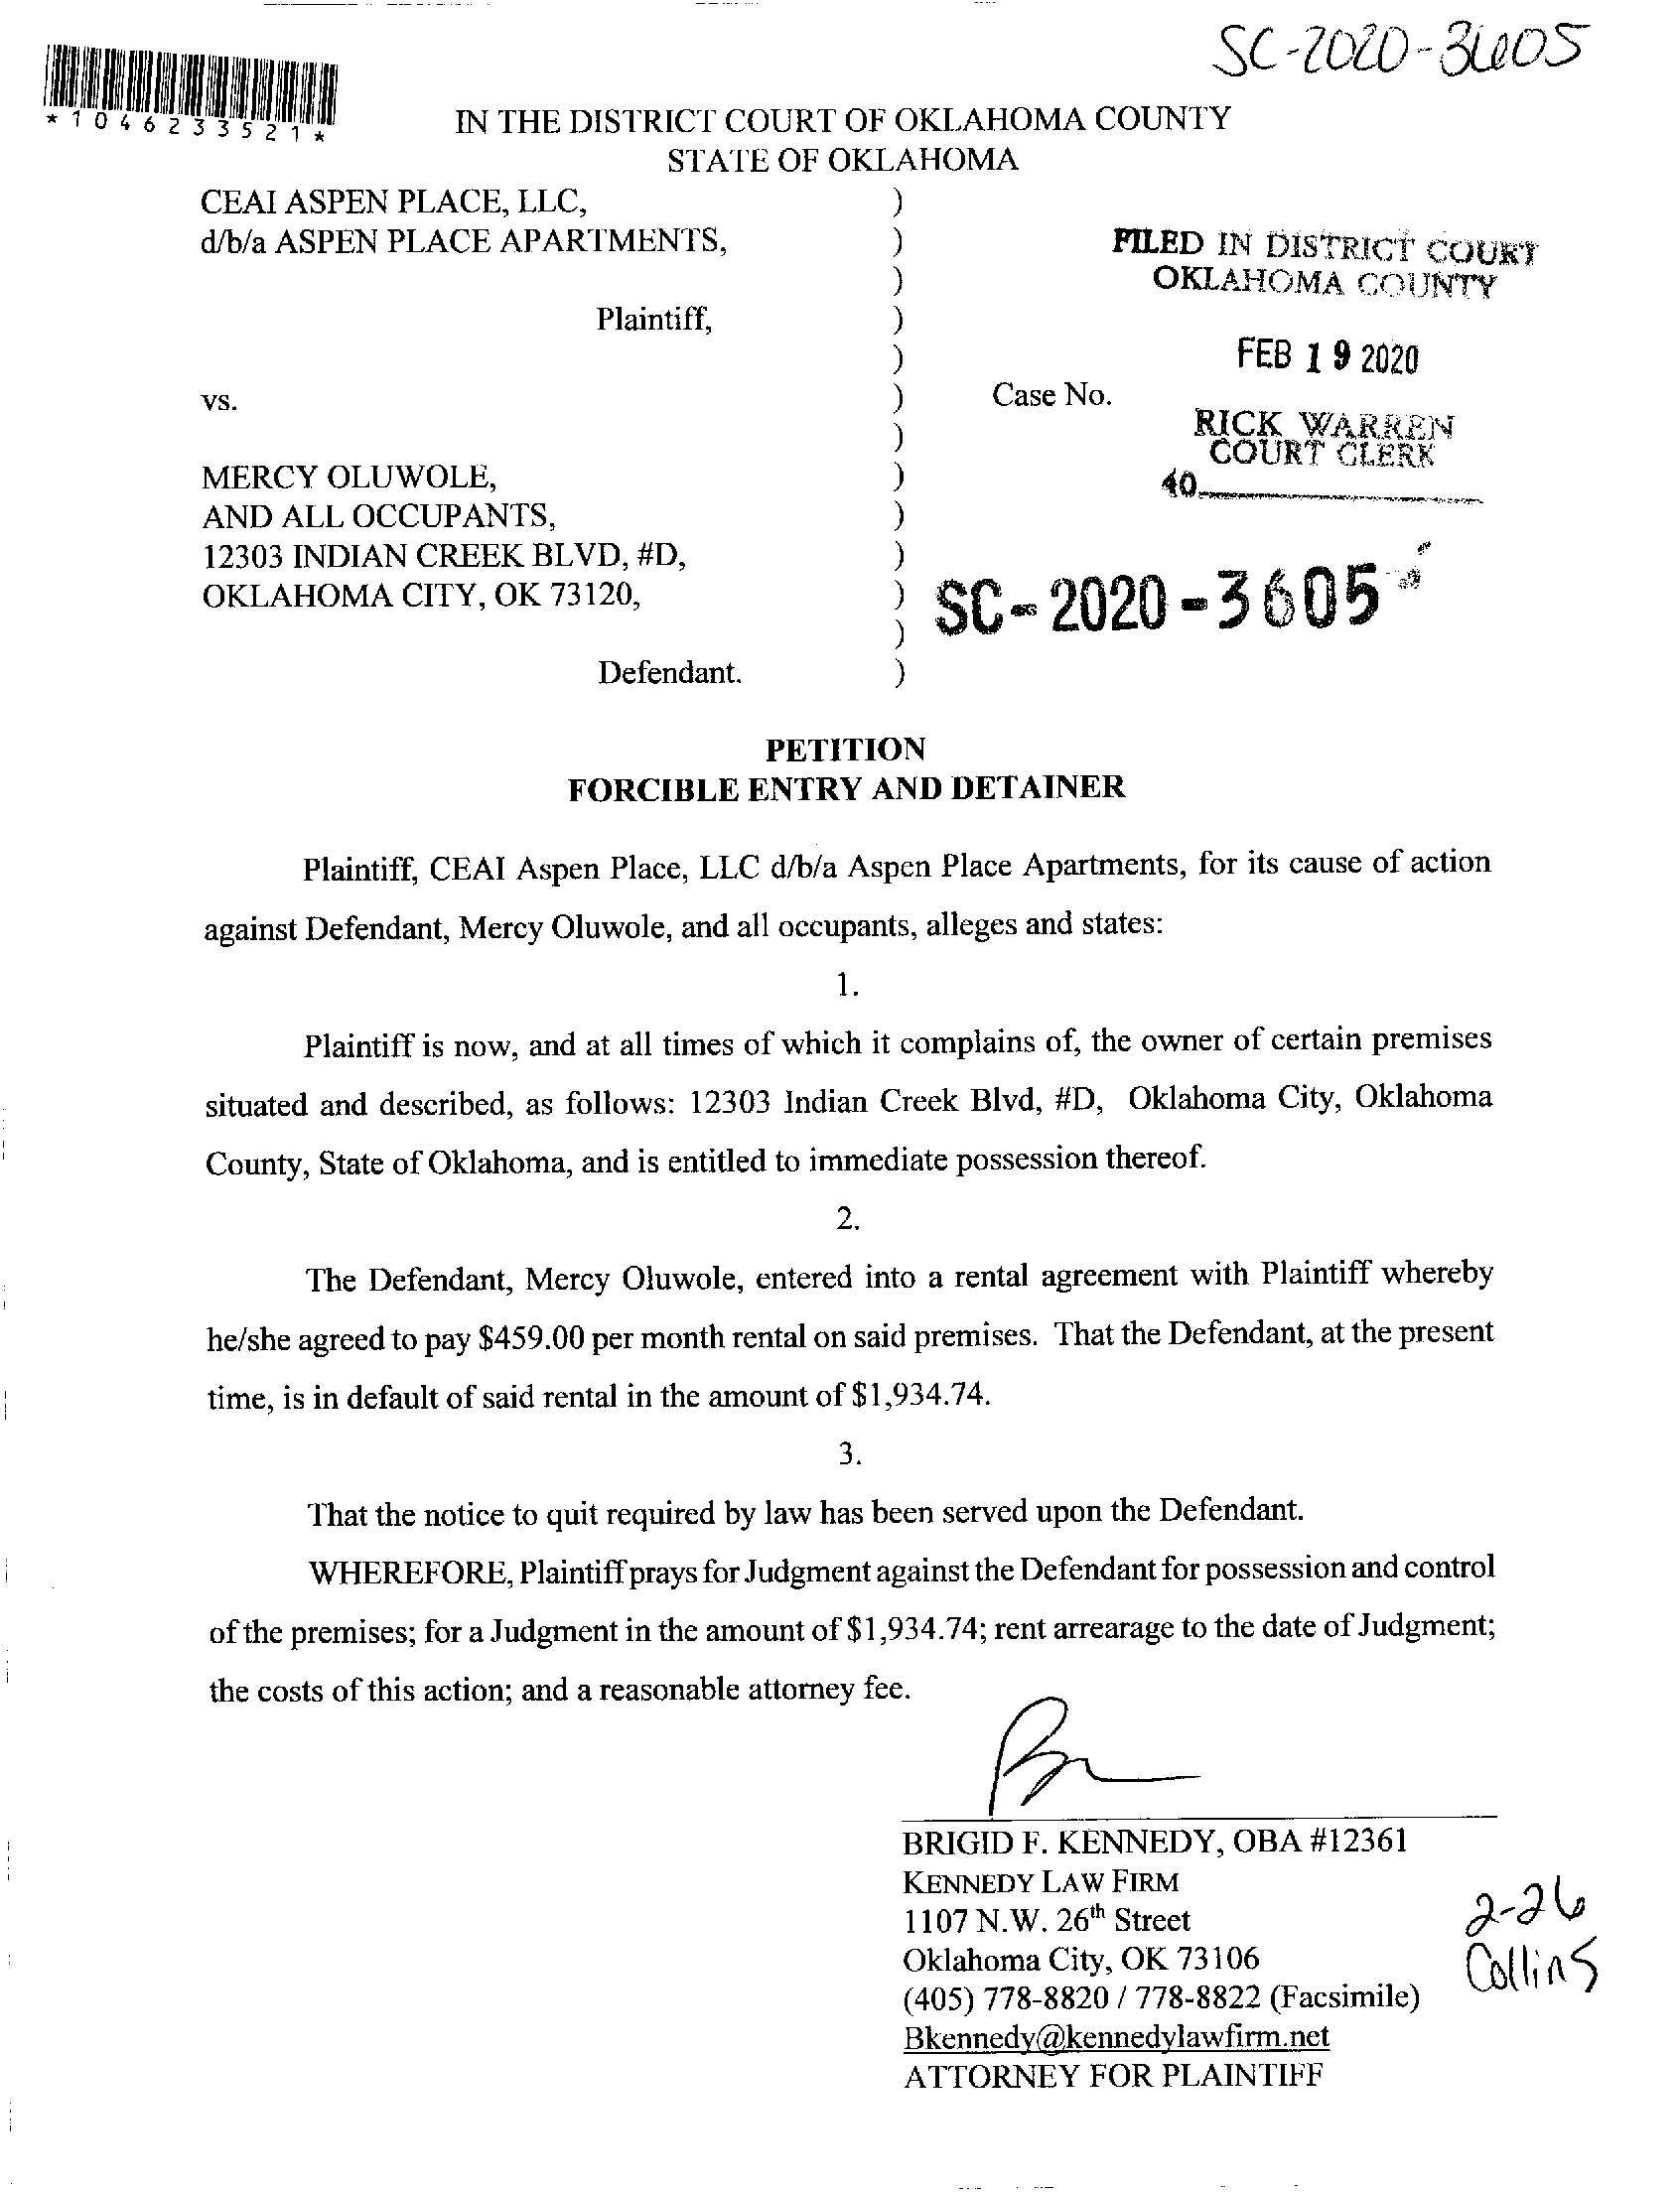 SC-2020-3605
*1046233521*
IN THE DISTRICT COURT OF OKLAHOMA COUNTY
STATE OF OKLAHOMA
CEAI ASPEN PLACE, LLC, )
d/b/a ASPEN PLACE APARTMENTS, )
)
Plaintiff, )
)
vs. )
)
MERCY OLUWOLE, )
AND ALL OCCUPANTS, )
12303 INDIAN CREEK BLVD, #D, )
OKLAHOMA CITY, OK 73120, )
)
Defendant. )
FILED IN DISTRICT COURT
OKLAHOMA COUNTY
FEB 19 2020
Case No.
RICK WARREN
COURT CLERK
40
SC-2020-3605
PETITION
FORCIBLE ENTRY AND DETAINER
Plaintiff, CEAI Aspen Place, LLC d/b/a Aspen Place Apartments, for its cause of action
against Defendant, Mercy Oluwole, and all occupants, alleges and states:
1.
Plaintiff is now, and at all times of which it complains of, the owner of certain premises
situated and described, as follows: 12303 Indian Creek Blvd, #D, Oklahoma City, Oklahoma
County, State of Oklahoma, and is entitled to immediate possession thereof.
2.
The Defendant, Mercy Oluwole, entered into a rental agreement with Plaintiff whereby
he/she agreed to pay $459.00 per month rental on said premises. That the Defendant, at the present
time, is in default of said rental in the amount of $1,934.74.
3.
That the notice to quit required by law has been served upon the Defendant.
WHEREFORE, Plaintiff prays for Judgment against the Defendant for possession and control
of the premises; for a Judgment in the amount of $1,934.74; rent arrearage to the date of Judgment;
the costs of this action; and a reasonable attorney fee.
BRIGID F. KENNEDY, OBA #12361
KENNEDY LAW FIRM
1107 N.W. 26th Street
Oklahoma City, OK 73106
(405) 778-8820 / 778-8822 (Facsimile)
Bkennedy@kennedylawfirm.net
ATTORNEY FOR PLAINTIFF
2-26
Collins